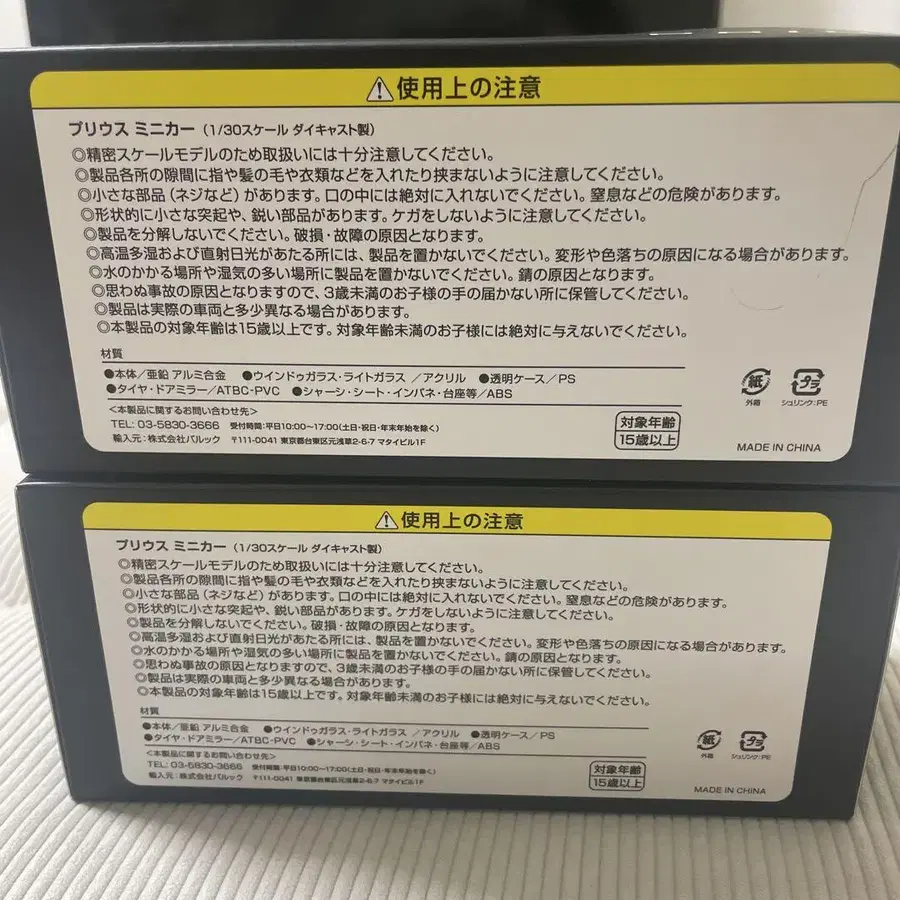 ⚠使用上の注意
プリウス ミニカー（1/30スケール ダイキャスト製）
◎精密スケールモデルのため取扱いには十分注意してください。
◎製品各所の隙間に指や髪の毛や衣類などを入れたり挟まないように注意してください。
◎小さな部品（ネジなど）があります。口の中には絶対に入れないでください。窒息などの危険があります。
◎形状的に小さな突起や、鋭い部品があります。ケガをしないように注意してください。
◎製品を分解しないでください。破損・故障の原因となります。
◎高温多湿および直射日光があたる所には、製品を置かないでください。変形や色落ちの原因になる場合があります。
◎水のかかる場所や湿気の多い場所に製品を置かないでください。錆の原因となります。
◎思わぬ事故の原因となりますので、3歳未満のお子様の手の届かない所に保管してください。
◎製品は実際の車両と多少異なる場合があります。
◎本製品の対象年齢は15歳以上です。対象年齢未満のお子様には絶対に与えないでください。
材質
●本体／亜鉛 アルミ合金 ●ウインドゥガラス・ライトガラス ／アクリル ●透明ケース／PS
●タイヤ・ドアミラー／ATBC-PVC ●シャーシ・シート・インパネ・台座等／ABS
＜本製品に関するお問い合わせ先＞
TEL: 03-5830-3666 受付時間:平日10:00〜17:00(土日・祝日・年末年始を除く)
輸入元：株式会社バルック 〒111-0041 東京都台東区元浅草2-6-7 マタイビル1F
対象年齢
15歳以上
紙
外箱
プラ
シュリンク:PE
MADE IN CHINA
⚠使用上の注意
プリウス ミニカー（1/30スケール ダイキャスト製）
◎精密スケールモデルのため取扱いには十分注意してください。
◎製品各所の隙間に指や髪の毛や衣類などを入れたり挟まないように注意してください。
◎小さな部品（ネジなど）があります。口の中には絶対に入れないでください。窒息などの危険があります。
◎形状的に小さな突起や、鋭い部品があります。ケガをしないように注意してください。
◎製品を分解しないでください。破損・故障の原因となります。
◎高温多湿および直射日光があたる所には、製品を置かないでください。変形や色落ちの原因になる場合があります。
◎水のかかる場所や湿気の多い場所に製品を置かないでください。錆の原因となります。
◎思わぬ事故の原因となりますので、3歳未満のお子様の手の届かない所に保管してください。
◎製品は実際の車両と多少異なる場合があります。
◎本製品の対象年齢は15歳以上です。対象年齢未満のお子様には絶対に与えないでください。
材質
●本体／亜鉛 アルミ合金 ●ウインドゥガラス・ライトガラス ／アクリル ●透明ケース／PS
●タイヤ・ドアミラー／ATBC-PVC ●シャーシ・シート・インパネ・台座等／ABS
＜本製品に関するお問い合わせ先＞
TEL: 03-5830-3666 受付時間:平日10:00〜17:00(土日・祝日・年末年始を除く)
輸入元：株式会社バルック 〒111-0041 東京都台東区元浅草2-6-7 マタイビル1F
対象年齢
15歳以上
紙
外箱
プラ
シュリンク:PE
MADE IN CHINA